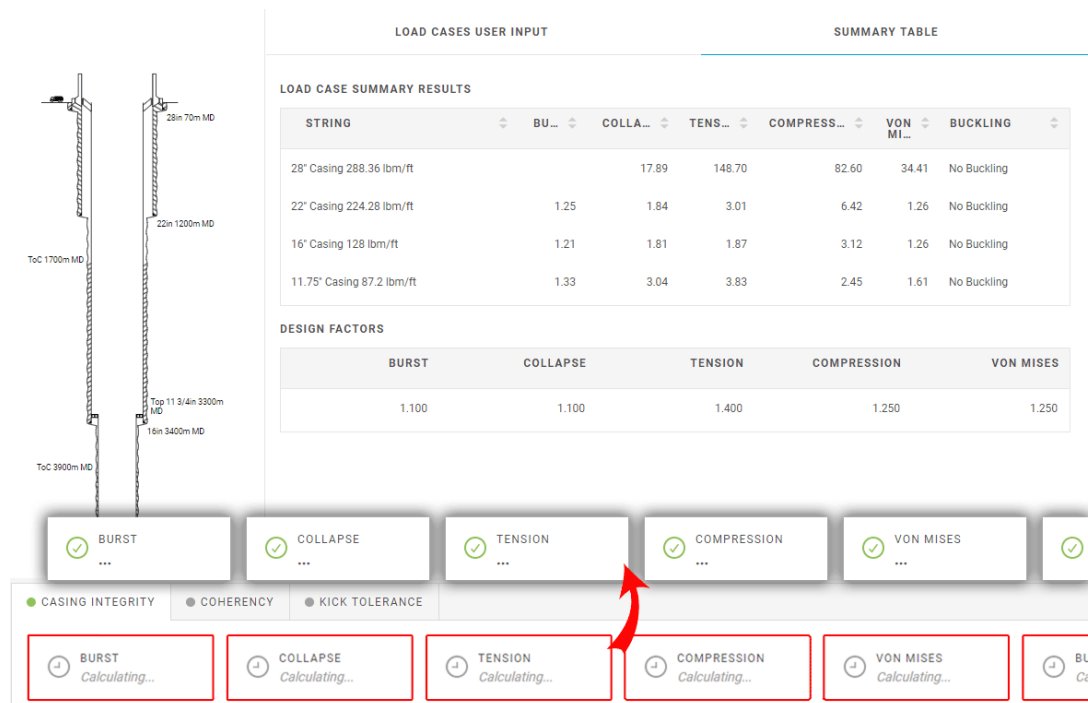 LOAD CASES USER INPUT
SUMMARY TABLE
LOAD CASE SUMMARY RESULTS
STRING BU... COLLA... TENS... COMPRESS... VON MI... BUCKLING
28" Casing 288.36 lbm/ft 17.89 148.70 82.60 34.41 No Buckling
22" Casing 224.28 lbm/ft 1.25 1.84 3.01 6.42 1.26 No Buckling
16" Casing 128 lbm/ft 1.21 1.81 1.87 3.12 1.26 No Buckling
11.75" Casing 87.2 lbm/ft 1.33 3.04 3.83 2.45 1.61 No Buckling
DESIGN FACTORS
BURST COLLAPSE TENSION COMPRESSION VON MISES
1.100 1.100 1.400 1.250 1.250
28in 70m MD
22in 1200m MD
ToC 1700m MD
Top 11 3/4in 3300m
MD
16in 3400m MD
ToC 3900m MD
BURST
...
COLLAPSE
...
TENSION
...
COMPRESSION
...
VON MISES
...
CASING INTEGRITY COHERENCY KICK TOLERANCE
BURST
Calculating...
COLLAPSE
Calculating...
TENSION
Calculating...
COMPRESSION
Calculating...
VON MISES
Calculating...
BU
Ca